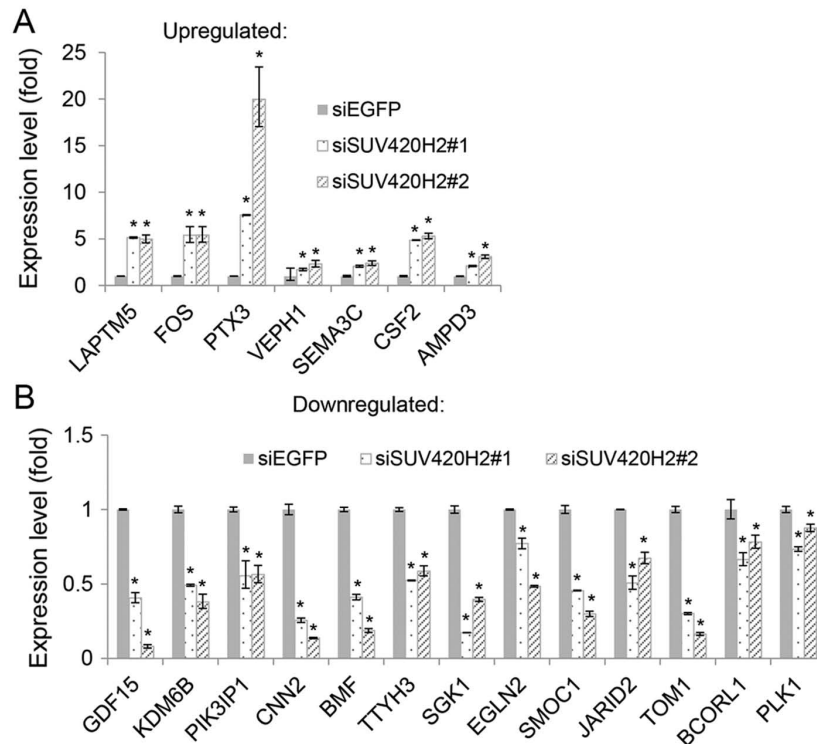 A
Upregulated:
Expression level (fold)
25
20
15
10
5
0
siEGFP
siSUV420H2#1
siSUV420H2#2
* * * * * * * * * * * * * *
LAPTM5 FOS PTX3 VEPH1 SEMA3C CSF2 AMPD3
B
Downregulated:
Expression level (fold)
1.5
1
0.5
0
siEGFP siSUV420H2#1 siSUV420H2#2
* * * * * * * * * * * * * * * * * * * * * * * * * *
GDF15 KDM6B PIK3IP1 CNN2 BMF TTYH3 SGK1 EGLN2 SMOC1 JARID2 TOM1 BCORL1 PLK1